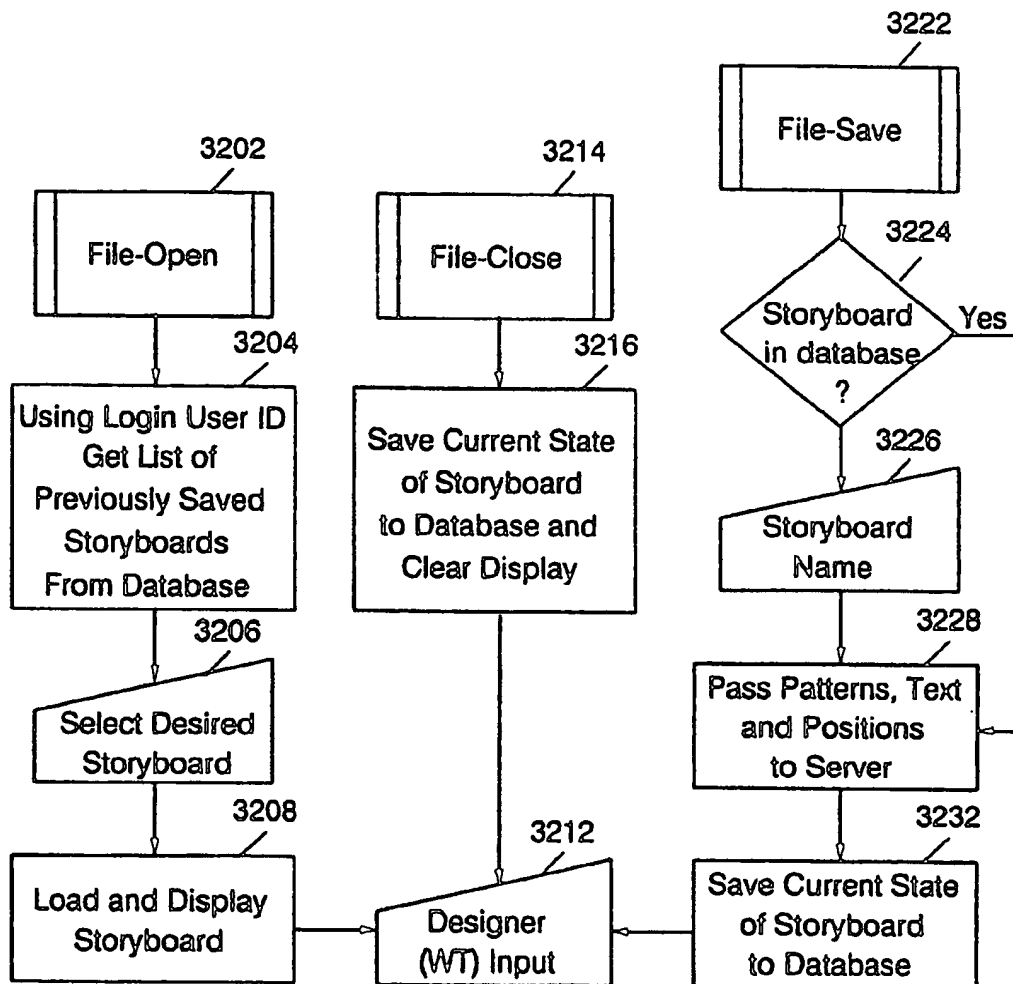 3202
File-Open
3204
Using Login User ID
Get List of
Previously Saved
Storyboards
From Database
3206
Select Desired
Storyboard
3208
Load and Display
Storyboard
3214
File-Close
3216
Save Current State
of Storyboard
to Database and
Clear Display
3212
Designer
(WT) Input
3222
File-Save
3224
Storyboard
in database
?
Yes
3226
Storyboard
Name
3228
Pass Patterns, Text
and Positions
to Server
3232
Save Current State
of Storyboard
to Database